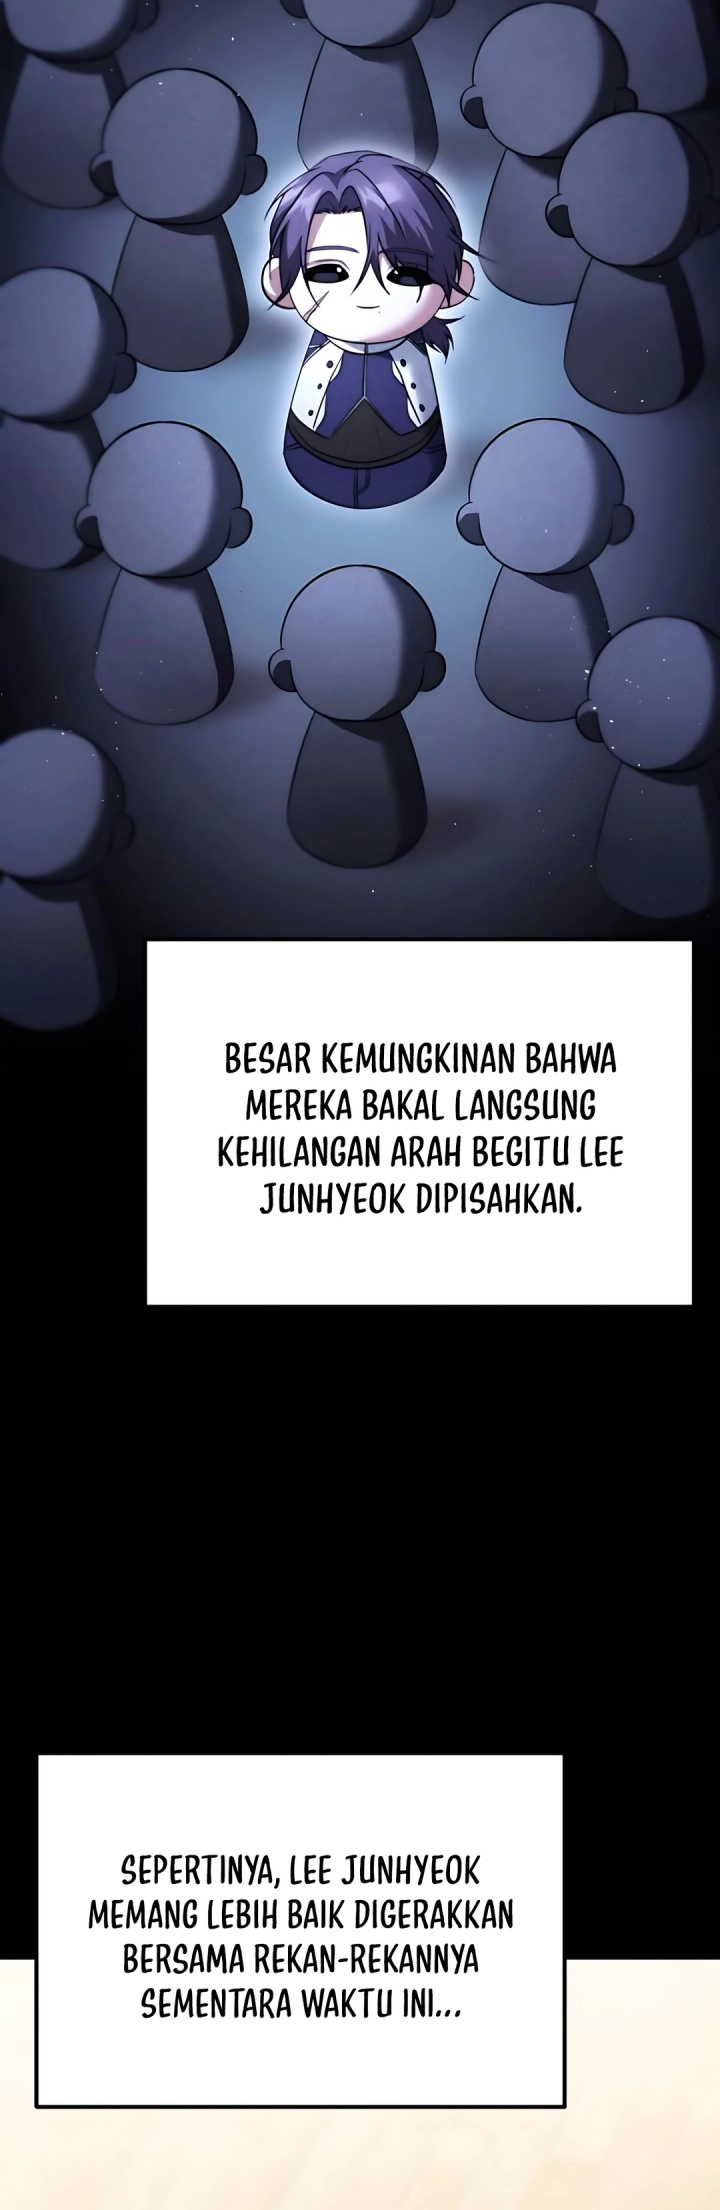 BESAR KEMUNGKINAN BAHWA
MEREKA BAKAL LANGSUNG
KEHILANGAN ARAH BEGITU LEE
JUNHYEOK DIPISAHKAN.
SEPERTINYA, LEE JUNHYEOK
MEMANG LEBIH BAIK DIGERAKKAN
BERSAMA REKAN-REKANNYA
SEMENTARA WAKTU INI...